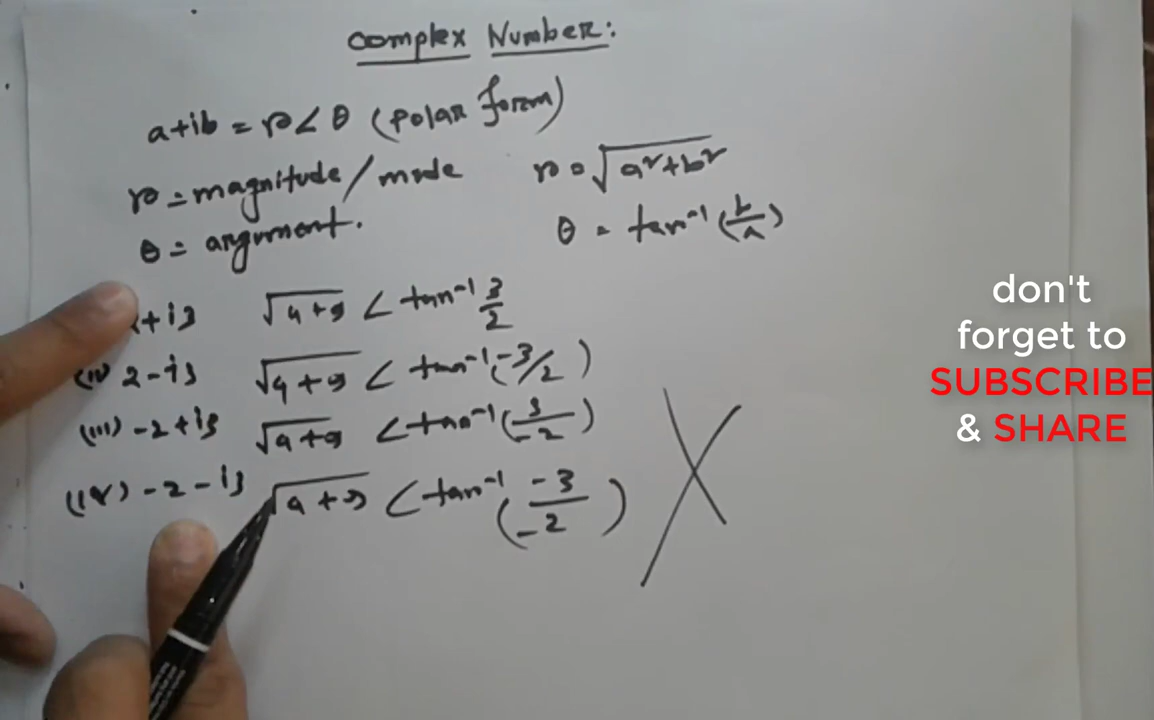 Complex Number:
a+ib = r∠θ (polar form)
r = magnitude/mode r = √a²+b²
θ = argument. θ = tan⁻¹(b/a)
+i3 √4+9 ∠ tan⁻¹ 3/2
(ii) 2-i3 √4+9 ∠ tan⁻¹(-3/2)
(iii) -2+i3 √4+9 ∠tan⁻¹(3/-2)
(iv) -2-i3 √4+9 ∠tan⁻¹(-3/-2)
don't
forget to
SUBSCRIBE
& SHARE